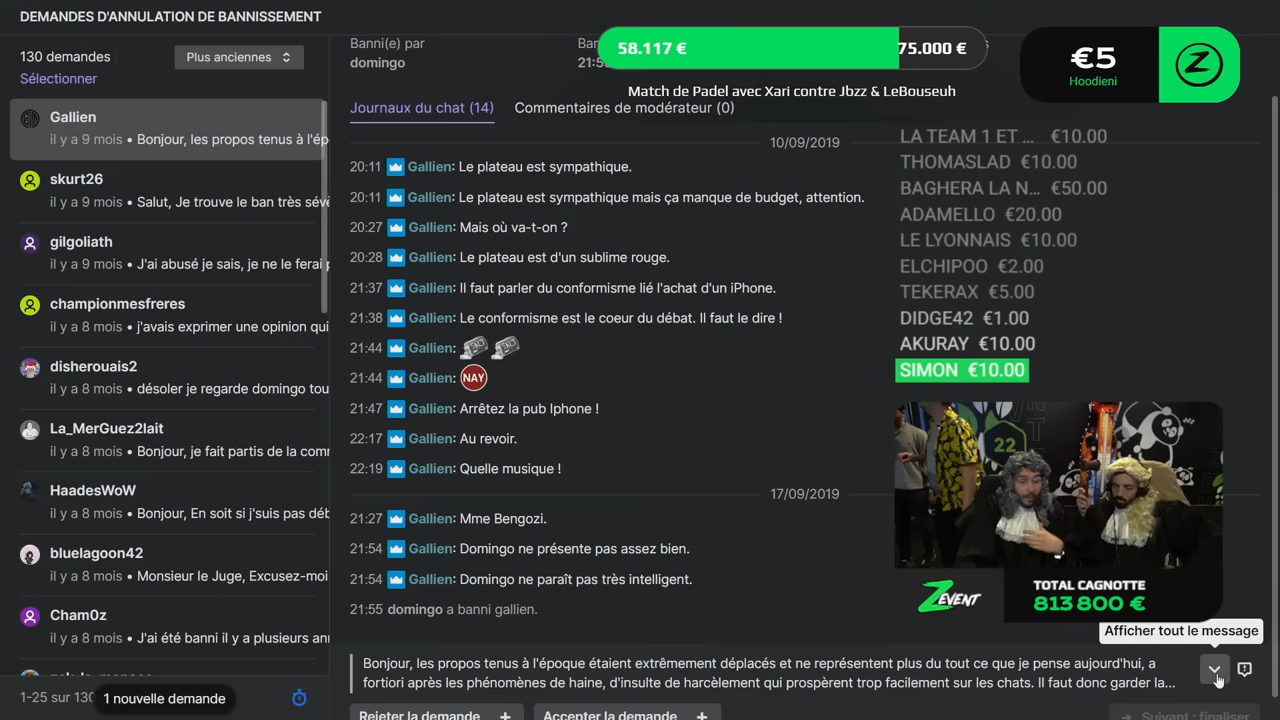 DEMANDES D'ANNULATION DE BANNISSEMENT
130 demandes
Plus anciennes
Sélectionner
Gallien
il y a 9 mois • Bonjour, les propos tenus à l'ép
skurt26
il y a 9 mois • Salut, Je trouve le ban très sévè
gilgoliath
il y a 9 mois • J'ai abusé je sais, je ne le ferai p
championmesfreres
il y a 8 mois • j'avais exprimer une opinion qui
disherouais2
il y a 8 mois • désoler je regarde domingo tou
La_MerGuez2lait
il y a 8 mois • Bonjour, je fait partis de la com
HaadesWoW
il y a 8 mois • Bonjour, En soit si j'suis pas déb
bluelagoon42
il y a 8 mois • Monsieur le Juge, Excusez-moi
Cham0z
il y a 8 mois • J'ai été banni il y a plusieurs ann
1-25 sur 130
1 nouvelle demande
Banni(e) par
domingo
58.117 €
75.000 €
Match de Padel avec Xari contre Jbzz & LeBouseuh
€5
Hoodieni
Journaux du chat (14)
Commentaires de modérateur (0)
10/09/2019
20:11 Gallien: Le plateau est sympathique.
20:11 Gallien: Le plateau est sympathique mais ça manque de budget, attention.
20:27 Gallien: Mais où va-t-on ?
20:28 Gallien: Le plateau est d'un sublime rouge.
21:37 Gallien: Il faut parler du conformisme lié l'achat d'un iPhone.
21:38 Gallien: Le conformisme est le coeur du débat. Il faut le dire !
21:44 Gallien:
21:44 Gallien: NAY
21:47 Gallien: Arrêtez la pub Iphone !
22:17 Gallien: Au revoir.
22:19 Gallien: Quelle musique !
17/09/2019
21:27 Gallien: Mme Bengozi.
21:54 Gallien: Domingo ne présente pas assez bien.
21:54 Gallien: Domingo ne paraît pas très intelligent.
21:55 domingo a banni gallien.
LA TEAM 1 ET ... €10.00
THOMASLAD €10.00
BAGHERA LA N... €50.00
ADAMELLO €20.00
LE LYONNAIS €10.00
ELCHIPOO €2.00
TEKERAX €5.00
DIDGE42 €1.00
AKURAY €10.00
SIMON €10.00
22
ZEVENT
TOTAL CAGNOTTE
813 800 €
Afficher tout le message
Bonjour, les propos tenus à l'époque étaient extrêmement déplacés et ne représentent plus du tout ce que je pense aujourd'hui, a
fortiori après les phénomènes de haine, d'insulte de harcèlement qui prospèrent trop facilement sur les chats. Il faut donc garder la...
Rejeter la demande +
Accepter la demande +
Suivant : finaliser